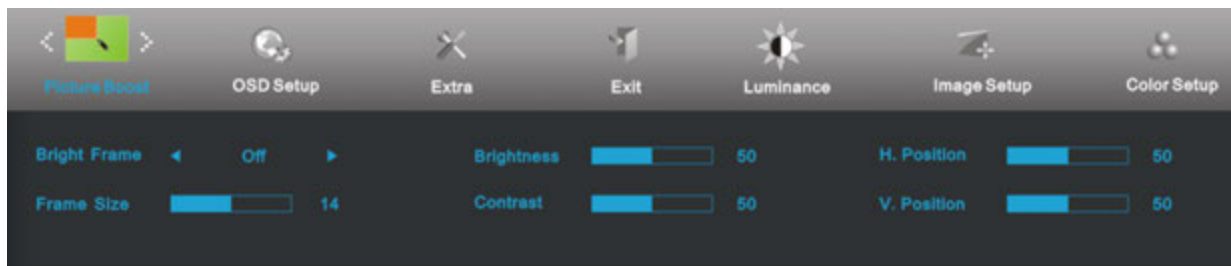 Picture Boost OSD Setup Extra Exit Luminance Image Setup Color Setup
Bright Frame Off Brightness 50 H. Position 50
Frame Size 14 Contrast 50 V. Position 50